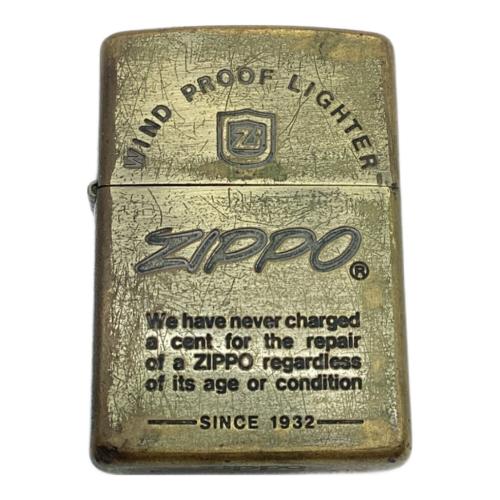 WIND PROOF LIGHTER
Zi
ZIPPO®
We have never charged
a cent for the repair
of a ZIPPO regardless
of its age or condition
SINCE 1932